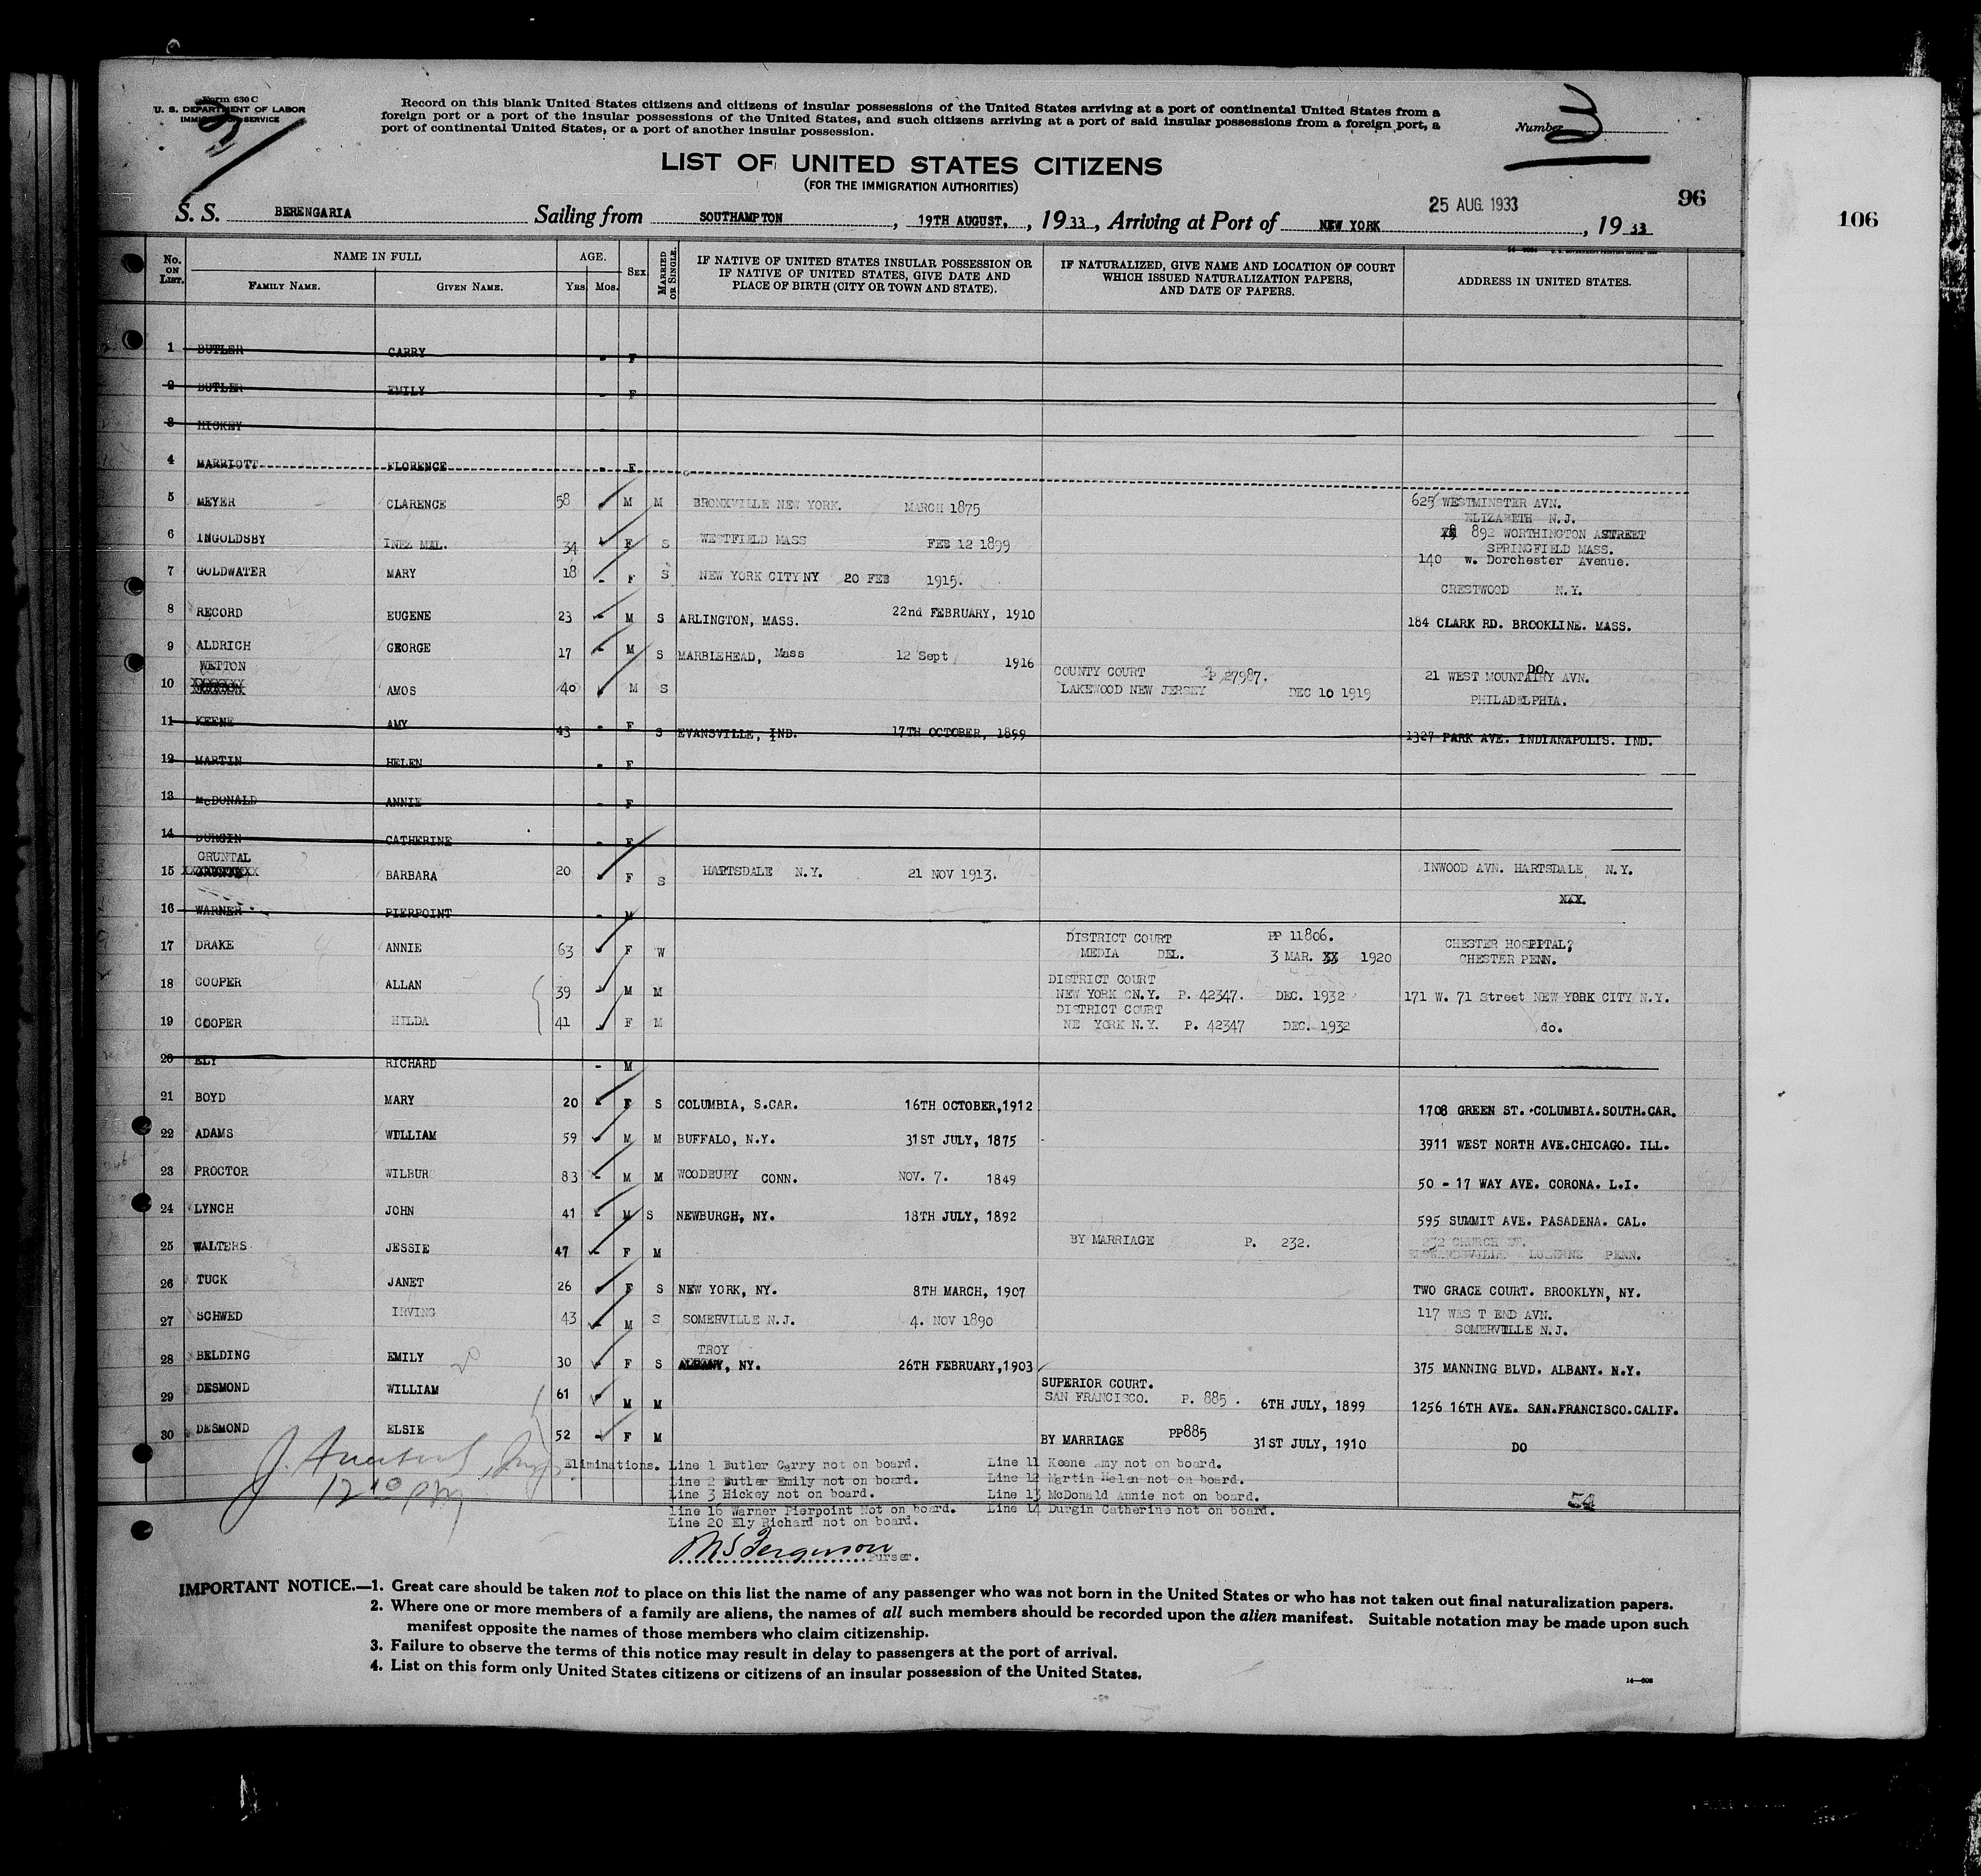 Form 630 C
U. S. DEPARTMENT OF LABOR
IMMIGRATION SERVICE
Record on this blank United States citizens and citizens of insular possessions of the United States arriving at a port of continental United States from a
foreign port or a port of the insular possessions of the United States, and such citizens arriving at a port of said insular possessions from a foreign port, a
port of continental United States, or a port of another insular possession.
Number 3
LIST OF UNITED STATES CITIZENS
(FOR THE IMMIGRATION AUTHORITIES)
96
106
25 AUG. 1933
S. S. BERENGARIA Sailing from SOUTHAMPTON, 19TH AUGUST, 1933, Arriving at Port of NEW YORK, 1933
No. ON LIST. NAME IN FULL AGE. SEX MARRIED OR SINGLE. IF NATIVE OF UNITED STATES INSULAR POSSESSION OR IF NATIVE OF UNITED STATES, GIVE DATE AND PLACE OF BIRTH (CITY OR TOWN AND STATE). IF NATURALIZED, GIVE NAME AND LOCATION OF COURT WHICH ISSUED NATURALIZATION PAPERS, AND DATE OF PAPERS. ADDRESS IN UNITED STATES.
FAMILY NAME. GIVEN NAME. Yrs. Mos.
1 BUTLER CARRY - F
2 BUTLER EMILY - F
3 HICKEY -
4 MARRIOTT FLORENCE - F
5 MEYER CLARENCE 58 M M BRONXVILLE NEW YORK. MARCH 1875 625 WESTMINSTER AVN.
ELIZABETH N.J.
6 INGOLDSBY INEZ MAL. 34 F S WESTFIELD MASS FEB 12 1899 892 WORTHINGTON STREET
SPRINGFIELD MASS.
7 GOLDWATER MARY 18 - F S NEW YORK CITY NY 20 FEB 1915. 140 W. Dorchester Avenue.
CRESTWOOD N.Y.
8 RECORD EUGENE 23 - M S ARLINGTON, MASS. 22nd FEBRUARY, 1910 184 CLARK RD. BROOKLINE. MASS.
9 ALDRICH GEORGE 17 - M S MARBLEHEAD, Mass 12 Sept 1916 DO.
WETTON
10 AMOS 40 M S COUNTY COURT P 27987. 21 WEST MOUNTAIRY AVN.
LAKEWOOD NEW JERSEY DEC 10 1919 PHILADELPHIA.
11 KEENE AMY 43 - F S EVANSVILLE, IND. 17TH OCTOBER, 1899 1327 PARK AVE. INDIANAPOLIS. IND.
12 MARTIN HELEN - F
13 McDONALD ANNIE - F
14 DURGIN CATHERINE - F
GRUNTAL
15 BARBARA 20 F S HARTSDALE N.Y. 21 NOV 1913. INWOOD AVN. HARTSDALE N.Y.
XXX.
16 WARNER PIERPOINT - M
17 DRAKE ANNIE 63 F W DISTRICT COURT PP 11806. CHESTER HOSPITAL,
MEDIA DEL. 3 MAR. XX 1920 CHESTER PENN.
18 COOPER ALLAN 39 M M DISTRICT COURT
NEW YORK CN.Y. P. 42347. DEC. 1932 171 W. 71 Street NEW YORK CITY N.Y.
19 COOPER HILDA 41 F M DISTRICT COURT
NE YORK N.Y. P. 42347 DEC. 1932 do.
20 ELY RICHARD - M
21 BOYD MARY 20 - F S COLUMBIA, S.CAR. 16TH OCTOBER,1912 1708 GREEN ST. COLUMBIA.SOUTH.CAR.
22 ADAMS WILLIAM 59 - M M BUFFALO, N.Y. 31ST JULY, 1875 3911 WEST NORTH AVE.CHICAGO. ILL.
23 PROCTOR WILBUR 83 - M M WOODBURY CONN. NOV. 7. 1849 50 - 17 WAY AVE. CORONA. L.I.
24 LYNCH JOHN 41 - M S NEWBURGH, NY. 18TH JULY, 1892 595 SUMMIT AVE. PASADENA. CAL.
25 WALTERS JESSIE 47 - F M BY MARRIAGE P. 232. 232 CHURCH ST.
EDWARDSVILLE LUZERNE PENN.
26 TUCK JANET 26 - F S NEW YORK, NY. 8TH MARCH, 1907 TWO GRACE COURT. BROOKLYN, NY.
27 SCHWED IRVING 43 M S SOMERVILLE N.J. 4. NOV 1890 117 WES T END AVN.
SOMERVILLE N.J.
28 BELDING EMILY 20 30 F S TROY
ALBANY, NY. 26TH FEBRUARY,1903 375 MANNING BLVD. ALBANY. N.Y.
29 DESMOND WILLIAM 61 M M SUPERIOR COURT.
SAN FRANCISCO. P. 885 . 6TH JULY, 1899 1256 16TH AVE. SAN.FRANCISCO.CALIF.
30 DESMOND ELSIE 52 - F M BY MARRIAGE PP885 31ST JULY, 1910 DO
Eliminations. Line 1 Butler Carry not on board. Line 11 Keene Amy not on board.
Line 2 Butler Emily not on board. Line 12 Martin Helen not on board.
Line 3 Hickey not on board. Line 13 McDonald Annie not on board.
Line 16 Warner Pierpoint Not on board. Line 14 Durgin Catherine not on board.
Line 20 Ely Richard not on board.
Purser.
IMPORTANT NOTICE.—1. Great care should be taken not to place on this list the name of any passenger who was not born in the United States or who has not taken out final naturalization papers.
2. Where one or more members of a family are aliens, the names of all such members should be recorded upon the alien manifest. Suitable notation may be made upon such
manifest opposite the names of those members who claim citizenship.
3. Failure to observe the terms of this notice may result in delay to passengers at the port of arrival.
4. List on this form only United States citizens or citizens of an insular possession of the United States.